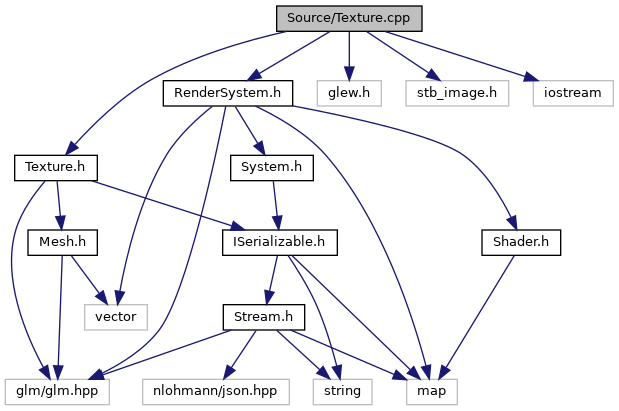 Source/Texture.cpp
RenderSystem.h
glew.h
stb_image.h
iostream
Texture.h
System.h
Mesh.h
ISerializable.h
Shader.h
vector
Stream.h
glm/glm.hpp
nlohmann/json.hpp
string
map